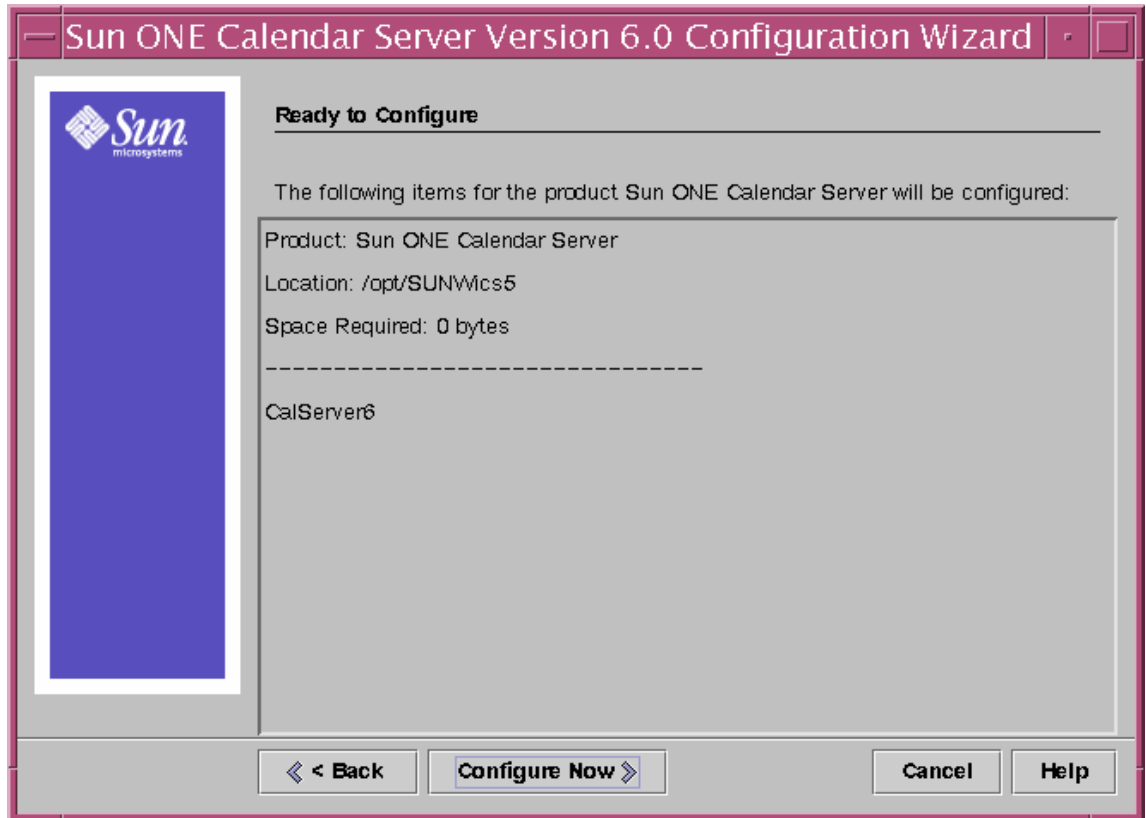 Sun ONE Calendar Server Version 6.0 Configuration Wizard
Sun
microsystems
Ready to Configure
The following items for the product Sun ONE Calendar Server will be configured:
Product: Sun ONE Calendar Server
Location: /opt/SUNWics5
Space Required: 0 bytes
--------------------------------
CalServer6
< Back
Configure Now
Cancel
Help